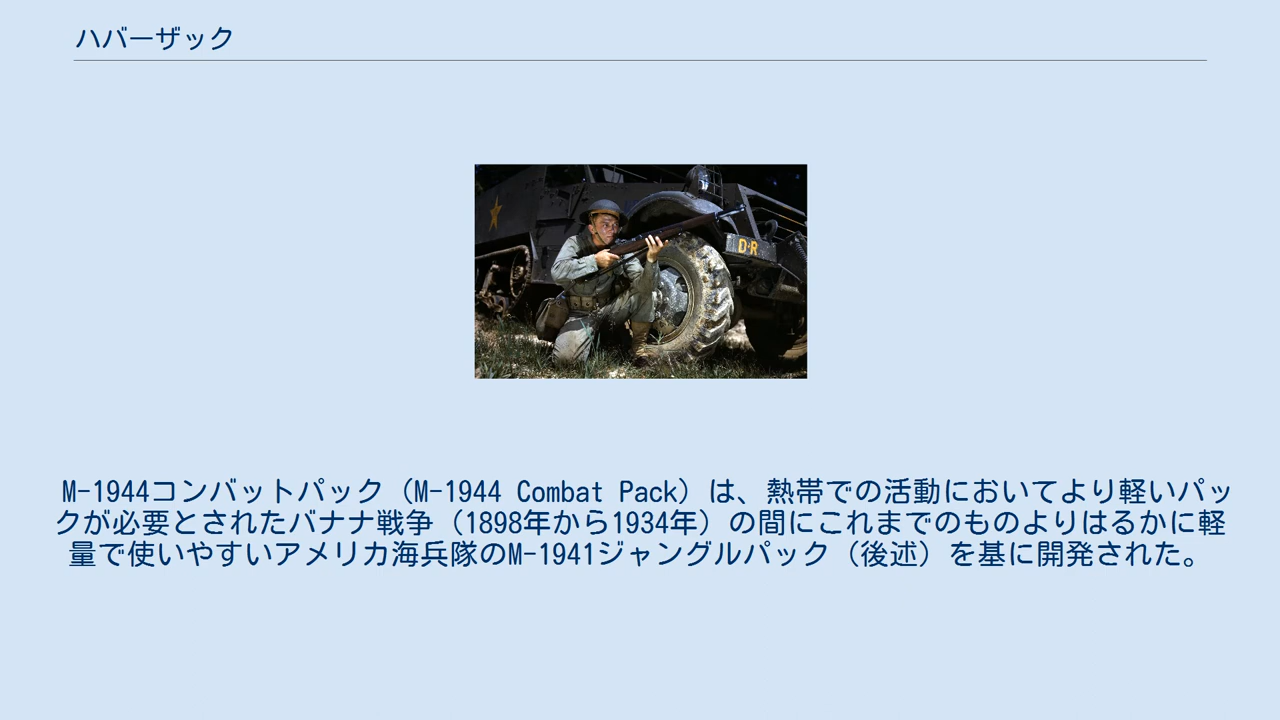 ハバーザック
D-R
M-1944コンバットパック（M-1944 Combat Pack）は、熱帯での活動においてより軽いパッ
クが必要とされたバナナ戦争（1898年から1934年）の間にこれまでのものよりはるかに軽
量で使いやすいアメリカ海兵隊のM-1941ジャングルパック（後述）を基に開発された。